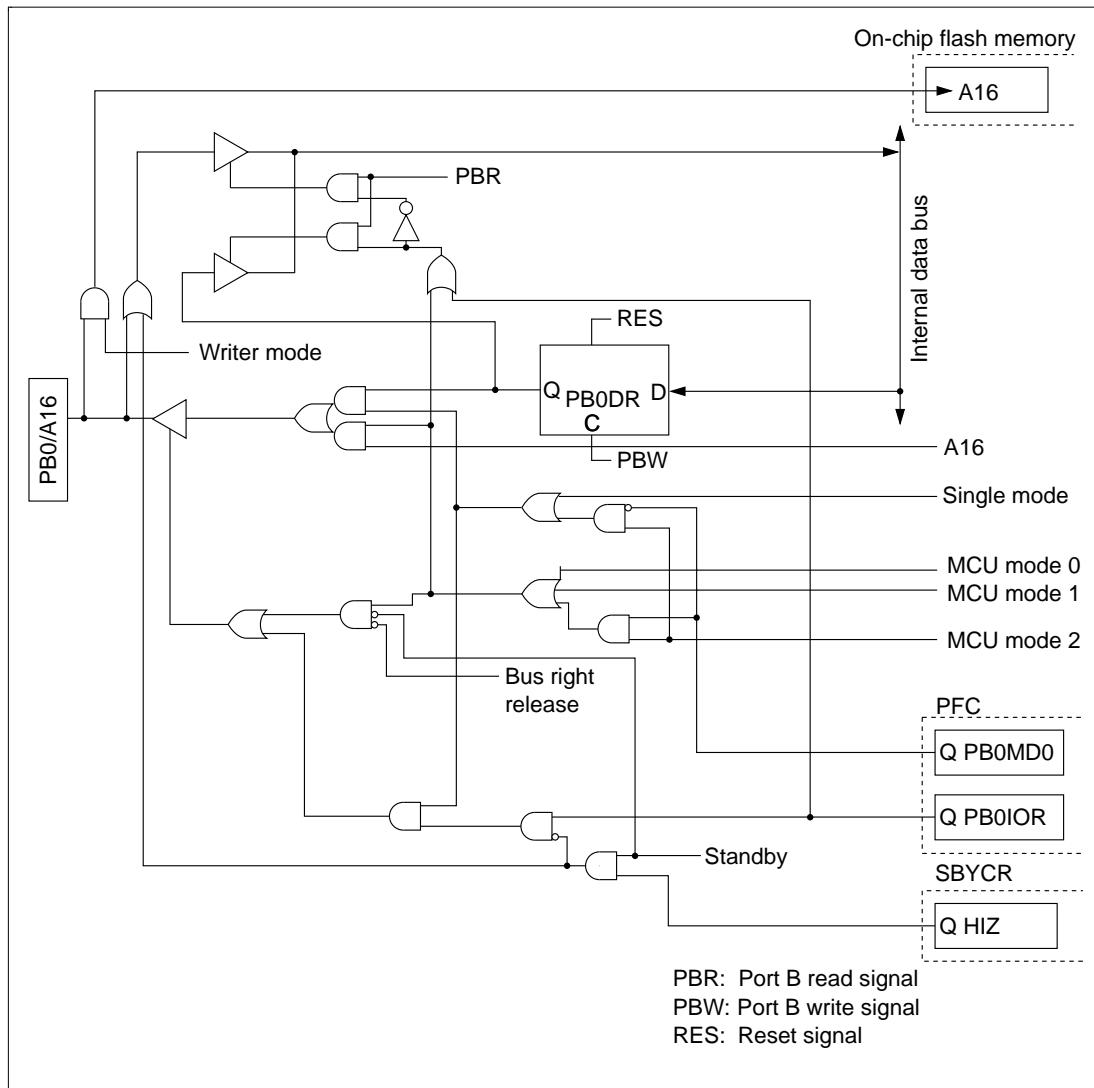 On-chip flash memory
A16
PBR
Internal data bus
RES
Writer mode
Q
PB0DR
D
C
PB0/A16
PBW
A16
Single mode
MCU mode 0
MCU mode 1
MCU mode 2
Bus right
release
PFC
Q PB0MD0
Q PB0IOR
Standby
SBYCR
Q HIZ
PBR: Port B read signal
PBW: Port B write signal
RES: Reset signal